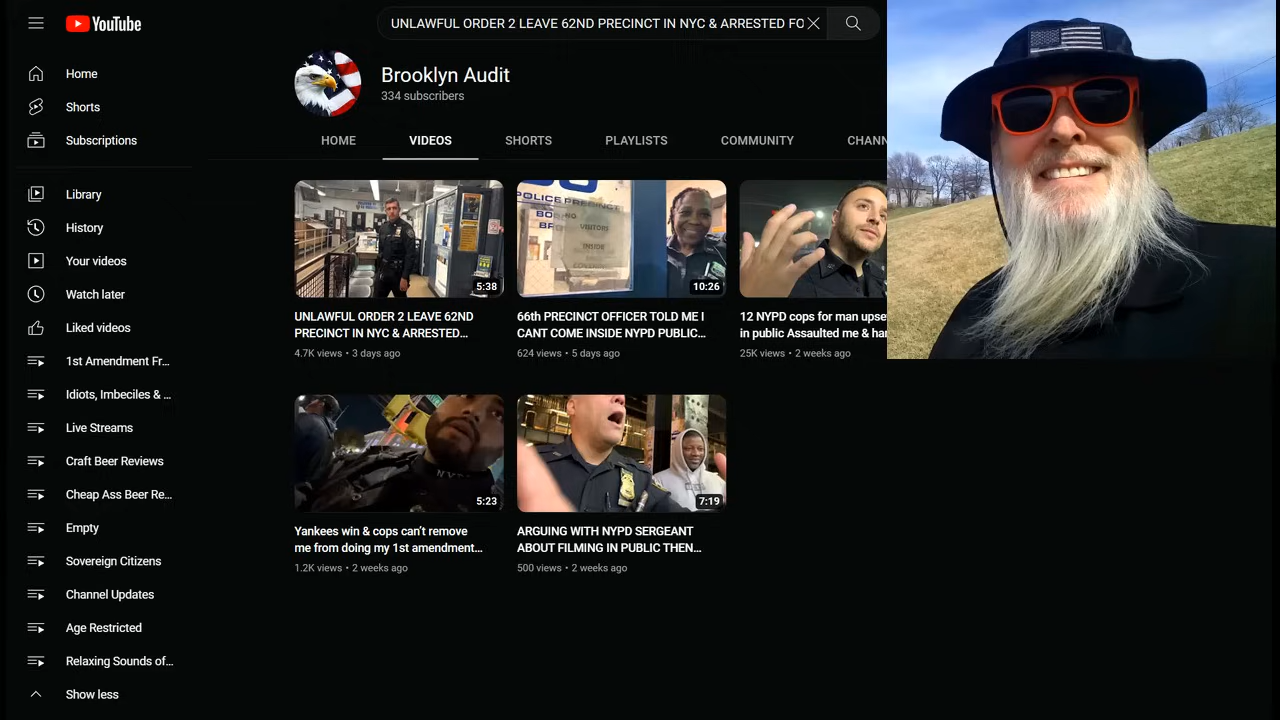 YouTube
UNLAWFUL ORDER 2 LEAVE 62ND PRECINCT IN NYC & ARRESTED FO
Home
Shorts
Subscriptions
Library
History
Your videos
Watch later
Liked videos
1st Amendment Fr...
Idiots, Imbeciles & ...
Live Streams
Craft Beer Reviews
Cheap Ass Beer Re...
Empty
Sovereign Citizens
Channel Updates
Age Restricted
Relaxing Sounds of...
Show less
Brooklyn Audit
334 subscribers
HOME VIDEOS SHORTS PLAYLISTS COMMUNITY CHANN
5:38
UNLAWFUL ORDER 2 LEAVE 62ND
PRECINCT IN NYC & ARRESTED...
4.7K views • 3 days ago
POLICE PRECINCT
NO
VISITORS
INSIDE
10:26
66th PRECINCT OFFICER TOLD ME I
CANT COME INSIDE NYPD PUBLIC...
624 views • 5 days ago
12 NYPD cops for man upse
in public Assaulted me & har
25K views • 2 weeks ago
5:23
Yankees win & cops can't remove
me from doing my 1st amendment...
1.2K views • 2 weeks ago
7:19
ARGUING WITH NYPD SERGEANT
ABOUT FILMING IN PUBLIC THEN...
500 views • 2 weeks ago